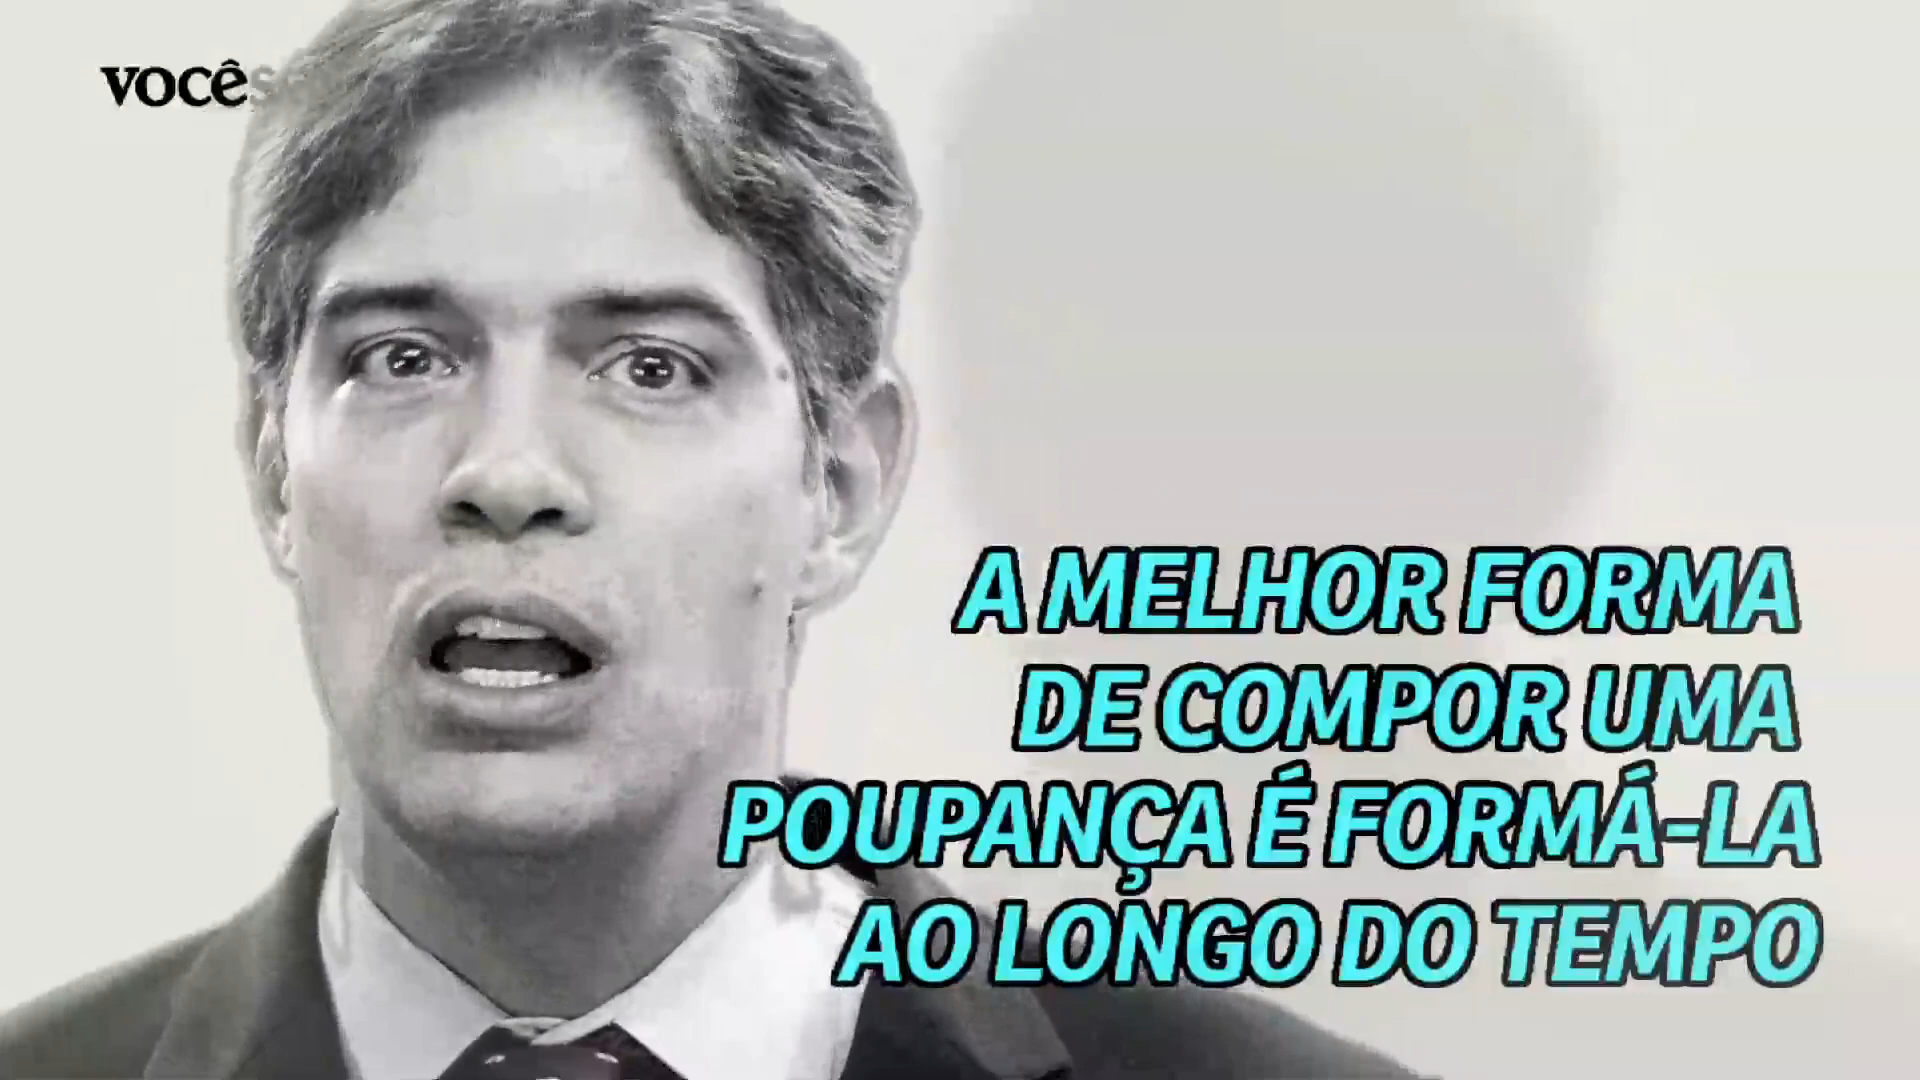 você
A MELHOR FORMA
DE COMPOR UMA
POUPANÇA É FORMÁ-LA
AO LONGO DO TEMPO